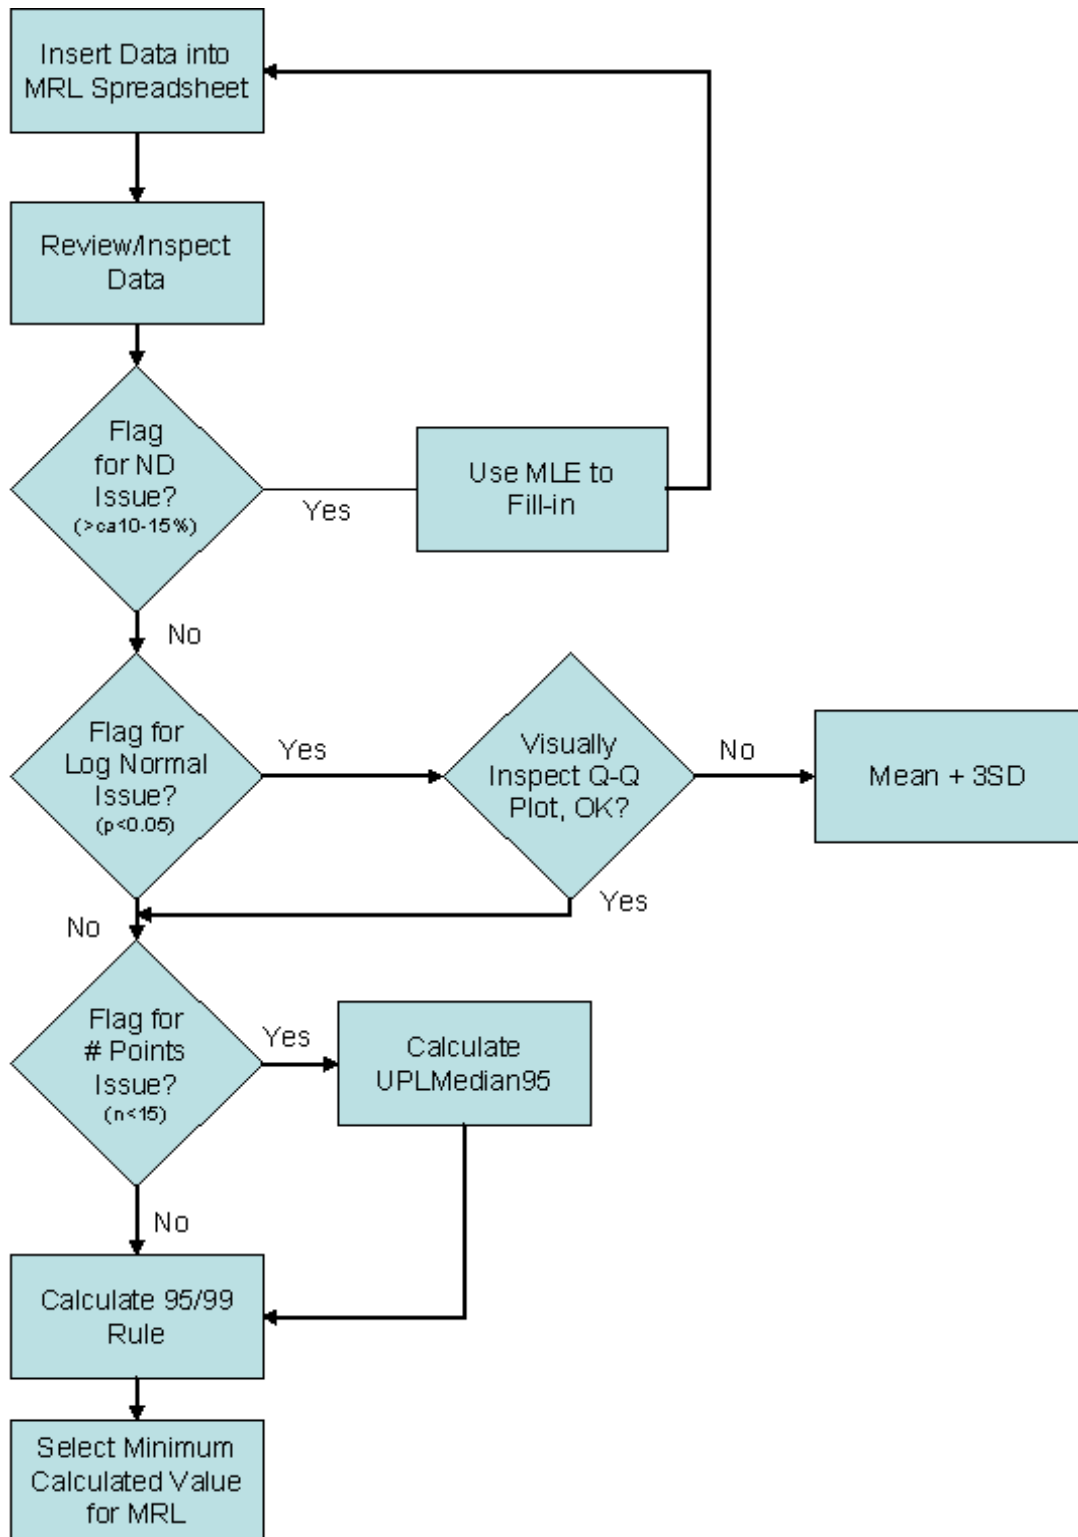 Insert Data into
MRL Spreadsheet
Review/Inspect
Data
Flag
for ND
Issue?
(>ca10-15%)
Yes
Use MLE to
Fill-in
No
Flag for
Log Normal
Issue?
(p<0.05)
Yes
Visually
Inspect Q-Q
Plot, OK?
No
Mean + 3SD
Yes
No
Flag for
# Points
Issue?
(n<15)
Yes
Calculate
UPLMedian95
No
Calculate 95/99
Rule
Select Minimum
Calculated Value
for MRL